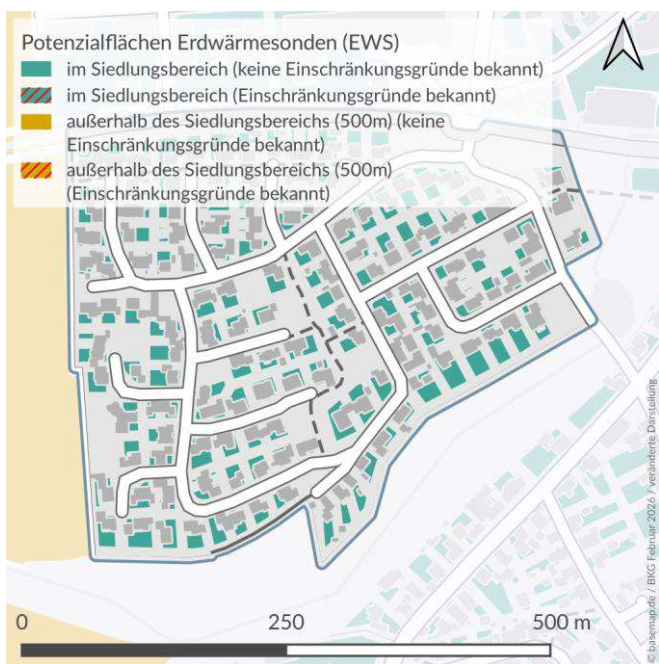 Potenzialflächen Erdwärmesonden (EWS)
im Siedlungsbereich (keine Einschränkungsgründe bekannt)
im Siedlungsbereich (Einschränkungsgründe bekannt)
außerhalb des Siedlungsbereichs (500m) (keine
Einschränkungsgründe bekannt)
außerhalb des Siedlungsbereichs (500m)
(Einschränkungsgründe bekannt)
© basemap.de / BKG Februar 2026 / veränderte Darstellung
0 250 500 m